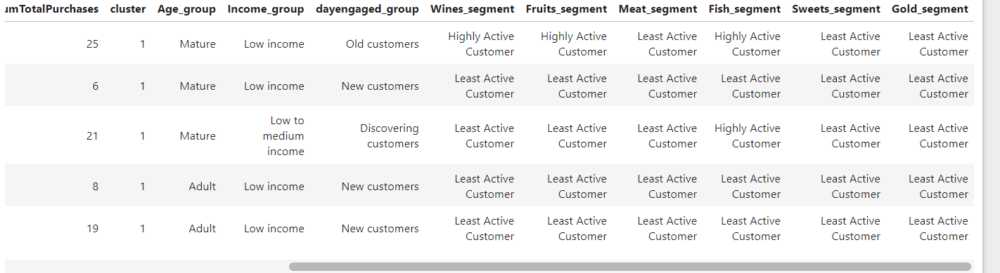 umTotalPurchases cluster Age_group Income_group dayengaged_group Wines_segment Fruits_segment Meat_segment Fish_segment Sweets_segment Gold_segment
25 1 Mature Low income Old customers Highly Active Customer Highly Active Customer Least Active Customer Highly Active Customer Least Active Customer Least Active Customer
6 1 Mature Low income New customers Least Active Customer Least Active Customer Least Active Customer Least Active Customer Least Active Customer Least Active Customer
21 1 Mature Low to medium income Discovering customers Least Active Customer Least Active Customer Least Active Customer Highly Active Customer Least Active Customer Least Active Customer
8 1 Adult Low income New customers Least Active Customer Least Active Customer Least Active Customer Least Active Customer Least Active Customer Least Active Customer
19 1 Adult Low income New customers Least Active Customer Least Active Customer Least Active Customer Least Active Customer Least Active Customer Least Active Customer